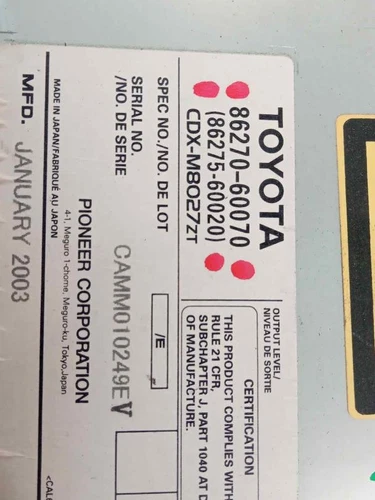 TOYOTA
86270-60070
(86275-60020)
CDX-M8027ZT
SPEC NO./NO. DE LOT
/E
SERIAL NO.
/NO. DE SERIE
CAMM010249EV
PIONEER CORPORATION
4-1, Meguro 1-chome, Meguro-ku, Tokyo, Japan
MADE IN JAPAN/FABRIQUÉ AU JAPON
MFD. JANUARY 2003
OUTPUT LEVEL/
NIVEAU DE SORTIE
CERTIFICATION
THIS PRODUCT COMPLIES WITH
RULE 21 CFR,
SUBCHAPTER J, PART 1040 AT D
OF MANUFACTURE.